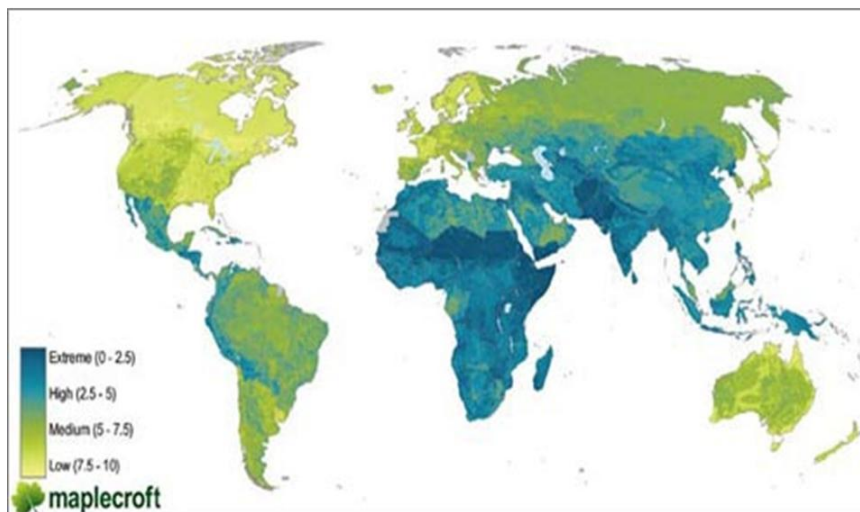 Extreme (0 - 2.5)
High (2.5 - 5)
Medium (5 - 7.5)
Low (7.5 - 10)
maplecroft